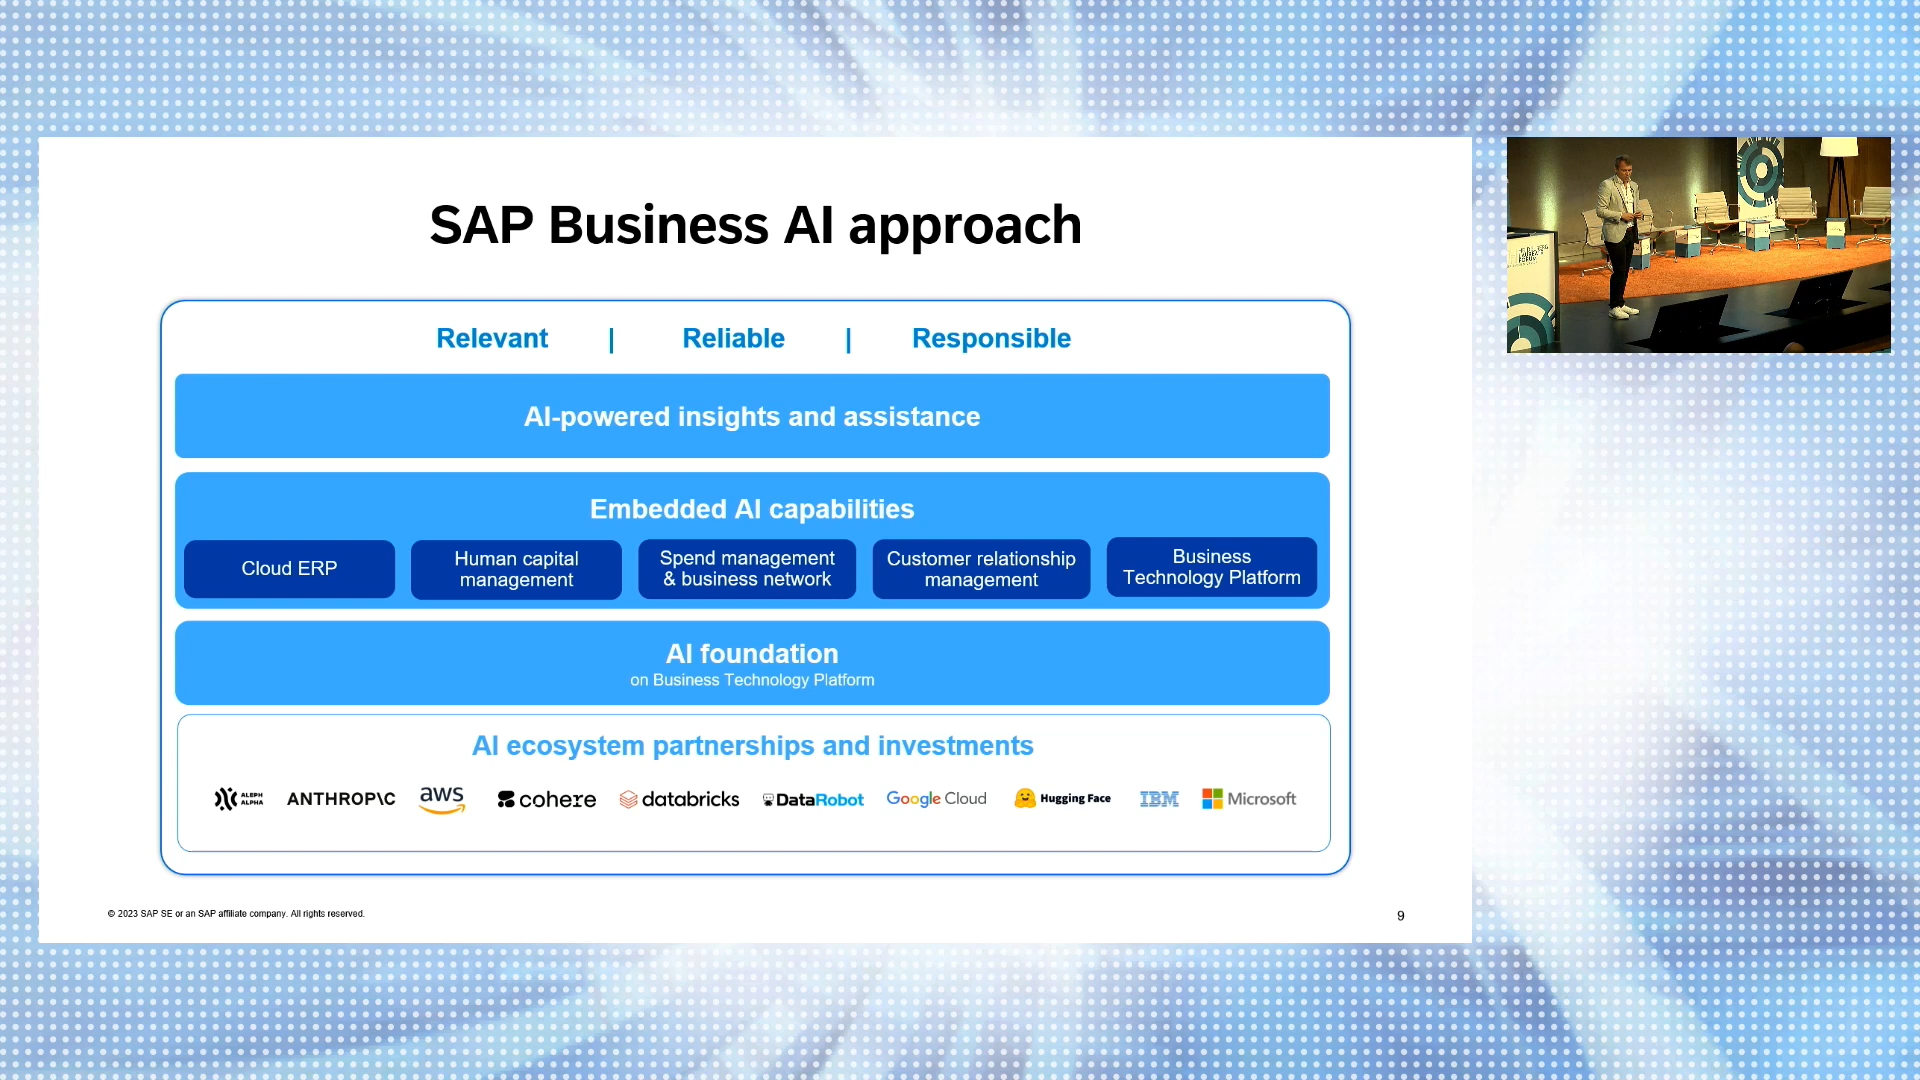 SAP Business AI approach
Relevant | Reliable | Responsible
AI-powered insights and assistance
Embedded AI capabilities
Cloud ERP
Human capital
management
Spend management
& business network
Customer relationship
management
Business
Technology Platform
AI foundation
on Business Technology Platform
AI ecosystem partnerships and investments
ALEPH
ALPHA
ANTHROP\C
aws
cohere
databricks
DataRobot
Google Cloud
Hugging Face
IBM
Microsoft
© 2023 SAP SE or an SAP affiliate company. All rights reserved.
9
FORUM